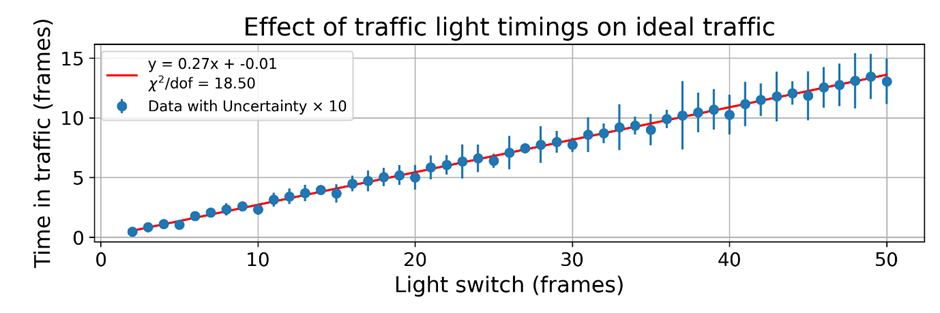 Effect of traffic light timings on ideal traffic
Time in traffic (frames)
15
10
5
0
y = 0.27x + -0.01
χ²/dof = 18.50
Data with Uncertainty × 10
0 10 20 30 40 50
Light switch (frames)